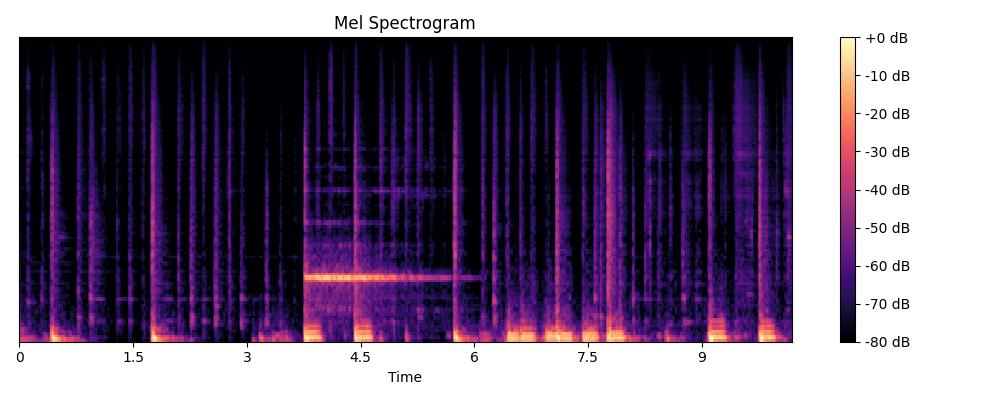 Mel Spectrogram
+0 dB
-10 dB
-20 dB
-30 dB
-40 dB
-50 dB
-60 dB
-70 dB
-80 dB
0 1.5 3 4.5 6 7.5 9
Time